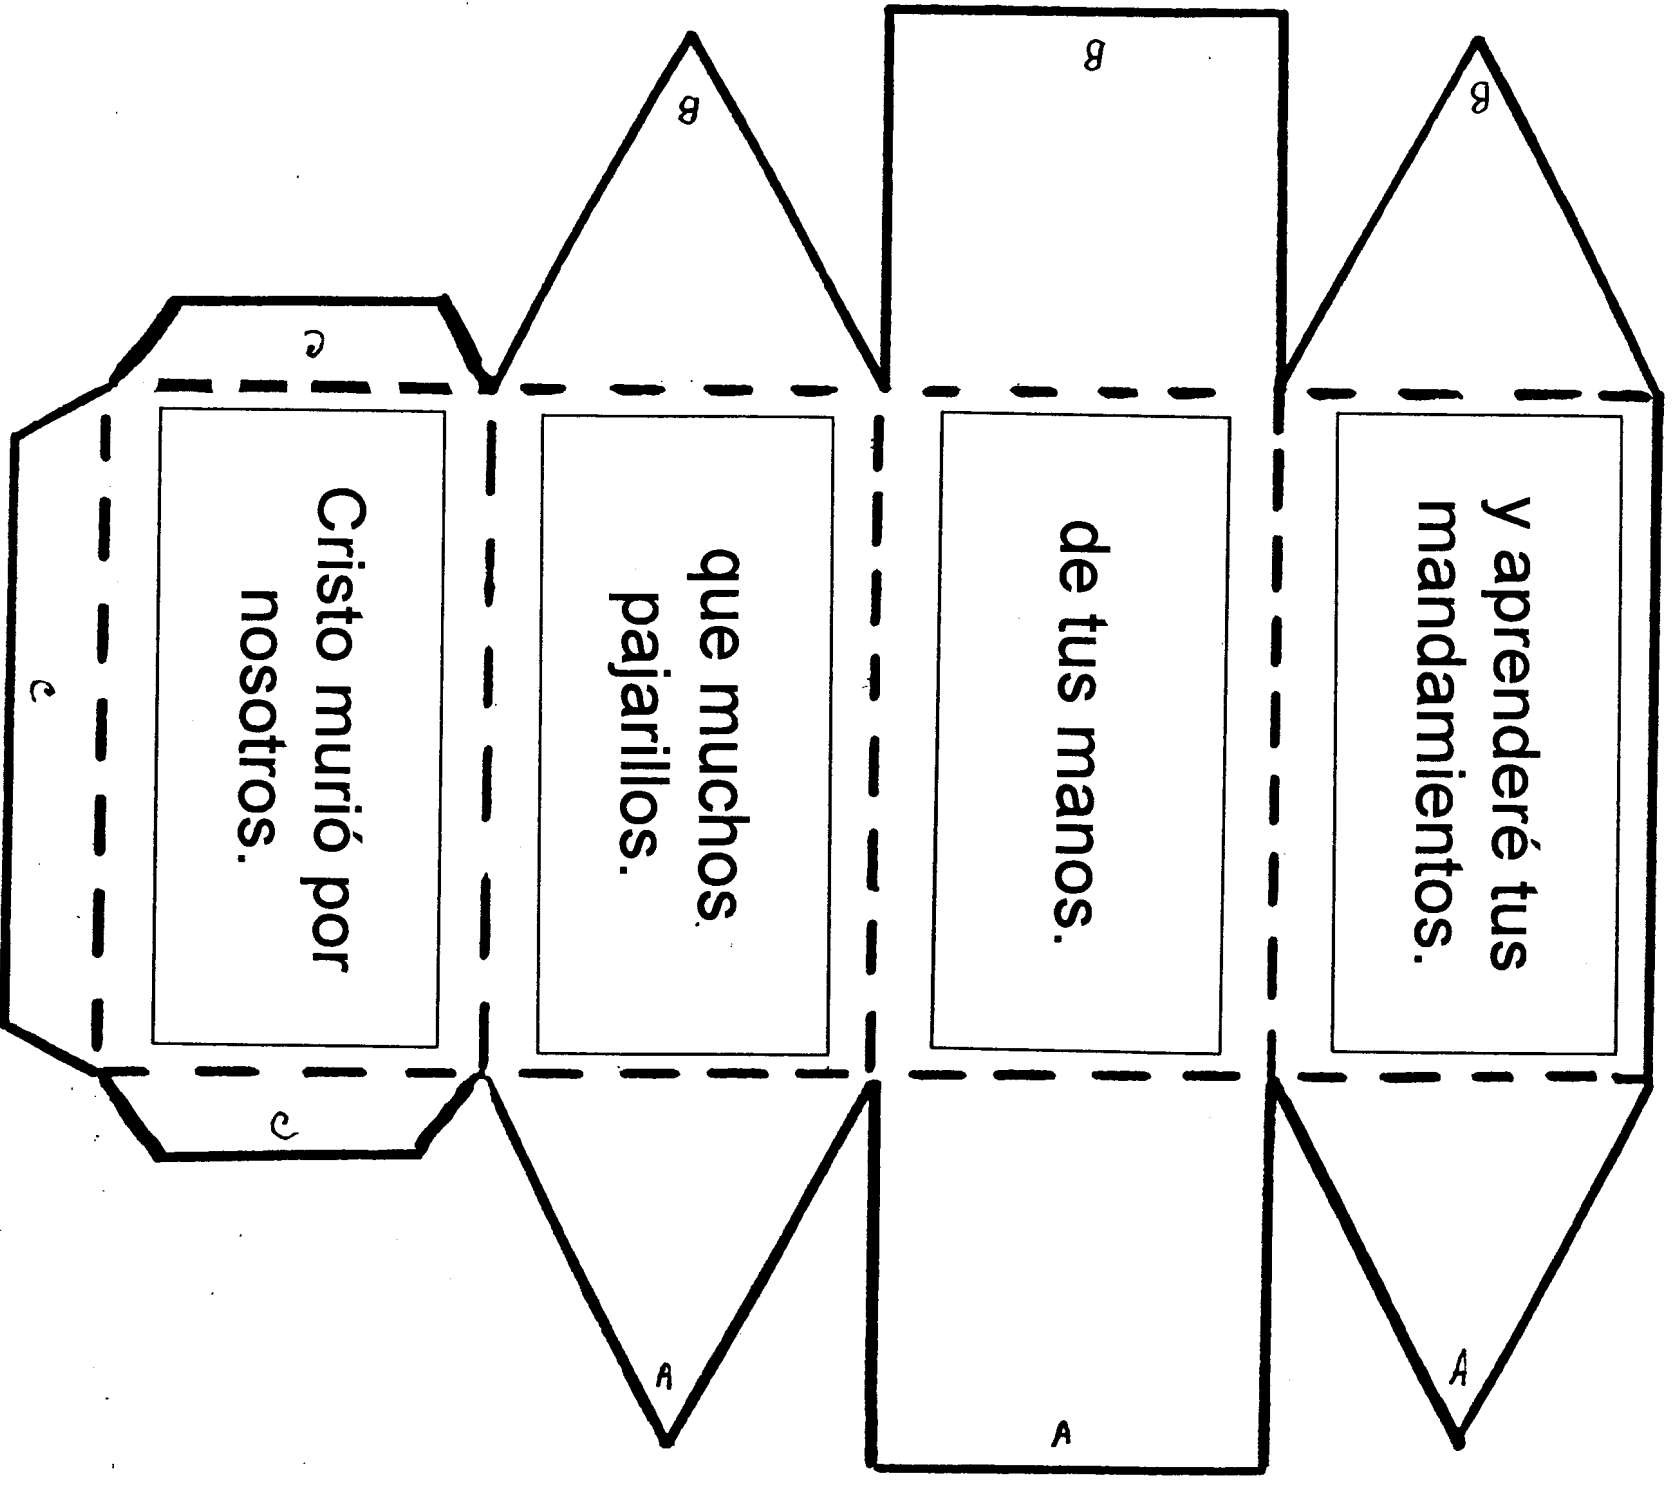 B
B
B
C
C
C
y aprenderé tus
mandamientos.
de tus manos.
que muchos
pajarillos.
Cristo murió por
nosotros.
A
A
A